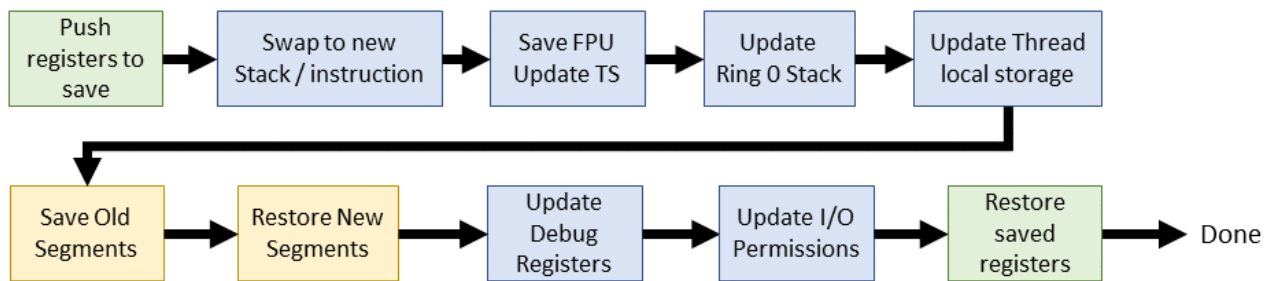 Push
registers to
save
Swap to new
Stack / instruction
Save FPU
Update TS
Update
Ring 0 Stack
Update Thread
local storage
Save Old
Segments
Restore New
Segments
Update
Debug
Registers
Update I/O
Permissions
Restore
saved
registers
Done